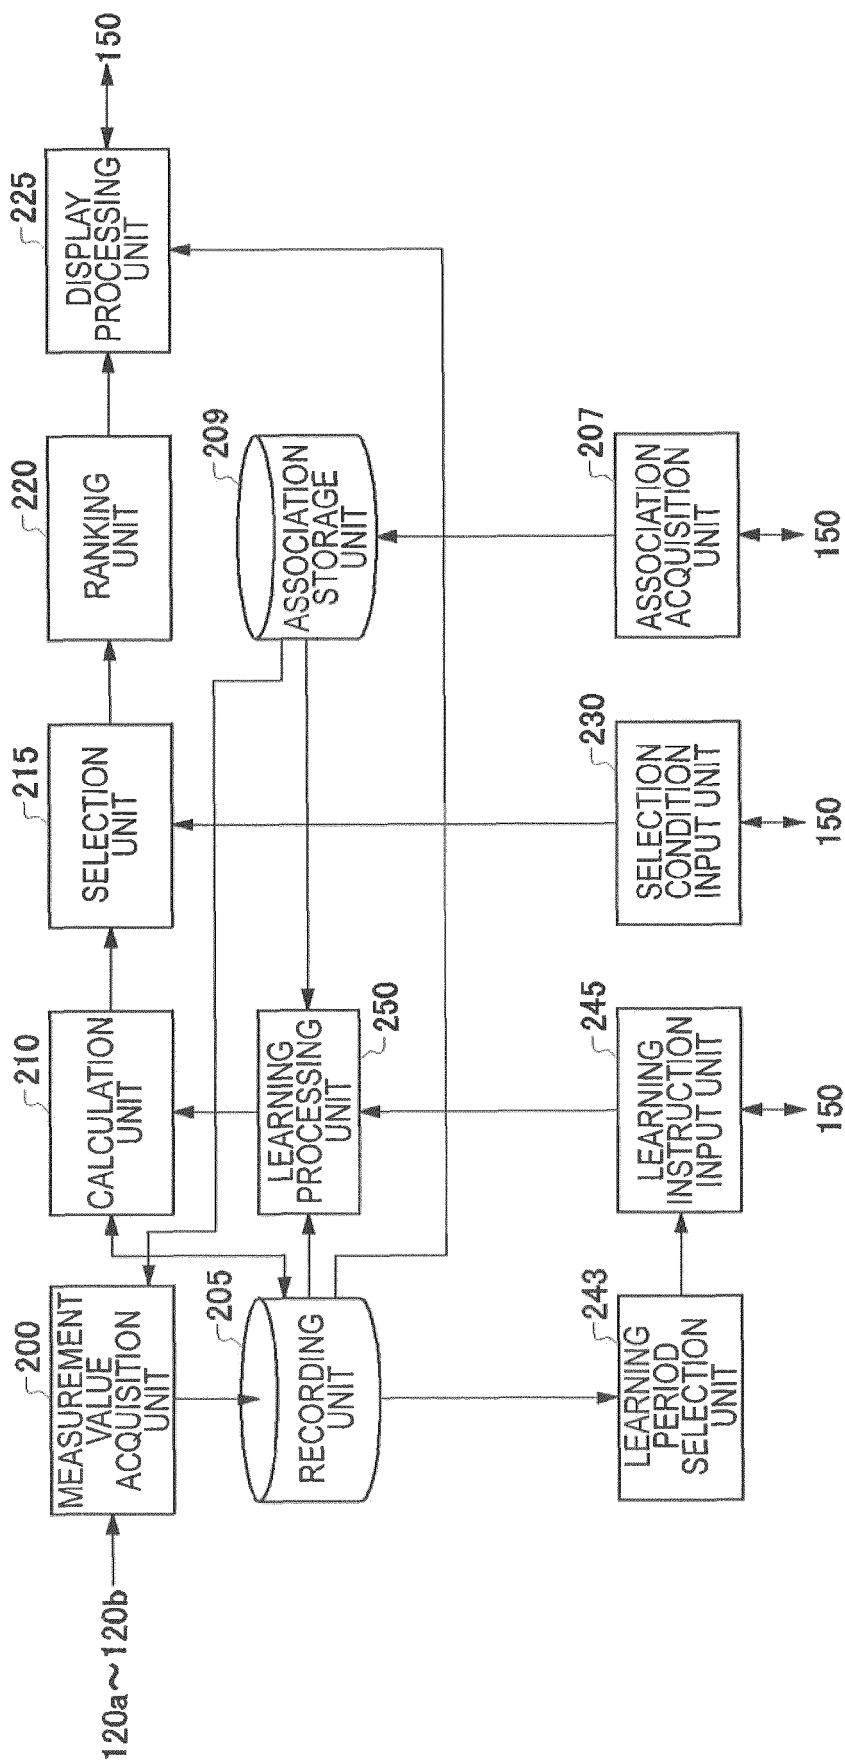 120a~120b
200
MEASUREMENT
VALUE
ACQUISITION
UNIT
210
CALCULATION
UNIT
215
SELECTION
UNIT
220
RANKING
UNIT
225
DISPLAY
PROCESSING
UNIT
150
205
RECORDING
UNIT
LEARNING
PROCESSING
UNIT
250
209
ASSOCIATION
STORAGE
UNIT
243
LEARNING
PERIOD
SELECTION
UNIT
245
LEARNING
INSTRUCTION
INPUT UNIT
150
230
SELECTION
CONDITION
INPUT UNIT
150
207
ASSOCIATION
ACQUISITION
UNIT
150